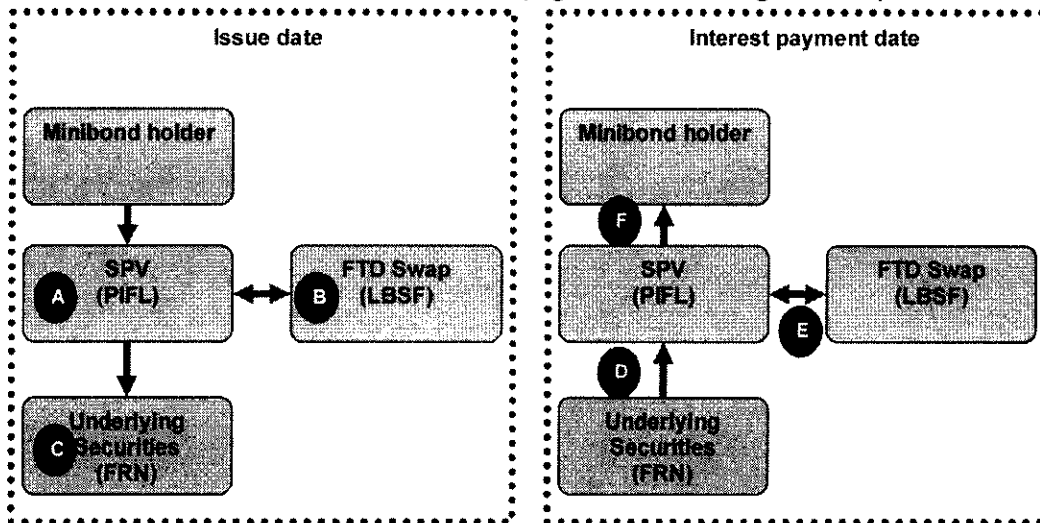 Issue date
Minibond holder
SPV
(PIFL)
A
FTD Swap
(LBSF)
B
Underlying
Securities
(FRN)
C
Interest payment date
Minibond holder
F
SPV
(PIFL)
FTD Swap
(LBSF)
E
D
Underlying
Securities
(FRN)